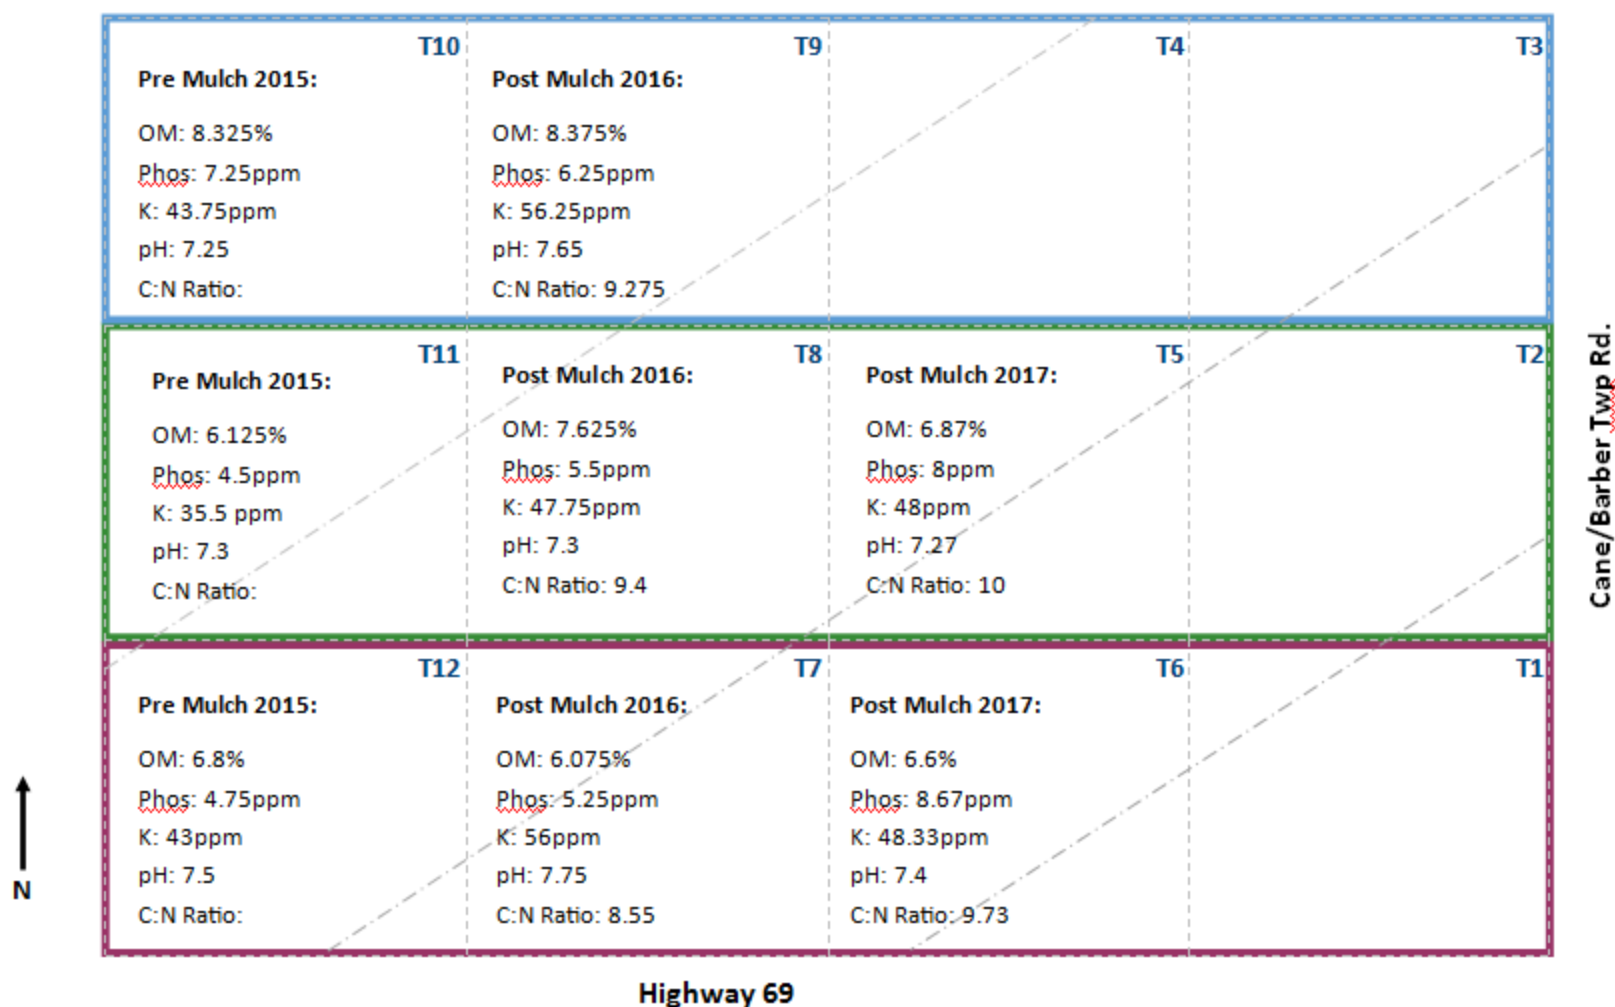 T10
Pre Mulch 2015:
OM: 8.325%
Phos: 7.25ppm
K: 43.75ppm
pH: 7.25
C:N Ratio:
T9
Post Mulch 2016:
OM: 8.375%
Phos: 6.25ppm
K: 56.25ppm
pH: 7.65
C:N Ratio: 9.275
T4
T3
T11
Pre Mulch 2015:
OM: 6.125%
Phos: 4.5ppm
K: 35.5 ppm
pH: 7.3
C:N Ratio:
T8
Post Mulch 2016:
OM: 7.625%
Phos: 5.5ppm
K: 47.75ppm
pH: 7.3
C:N Ratio: 9.4
T5
Post Mulch 2017:
OM: 6.87%
Phos: 8ppm
K: 48ppm
pH: 7.27
C:N Ratio: 10
T2
T12
Pre Mulch 2015:
OM: 6.8%
Phos: 4.75ppm
K: 43ppm
pH: 7.5
C:N Ratio:
T7
Post Mulch 2016:
OM: 6.075%
Phos: 5.25ppm
K: 56ppm
pH: 7.75
C:N Ratio: 8.55
T6
Post Mulch 2017:
OM: 6.6%
Phos: 8.67ppm
K: 48.33ppm
pH: 7.4
C:N Ratio: 9.73
T1
Cane/Barber Twp Rd.
N
Highway 69